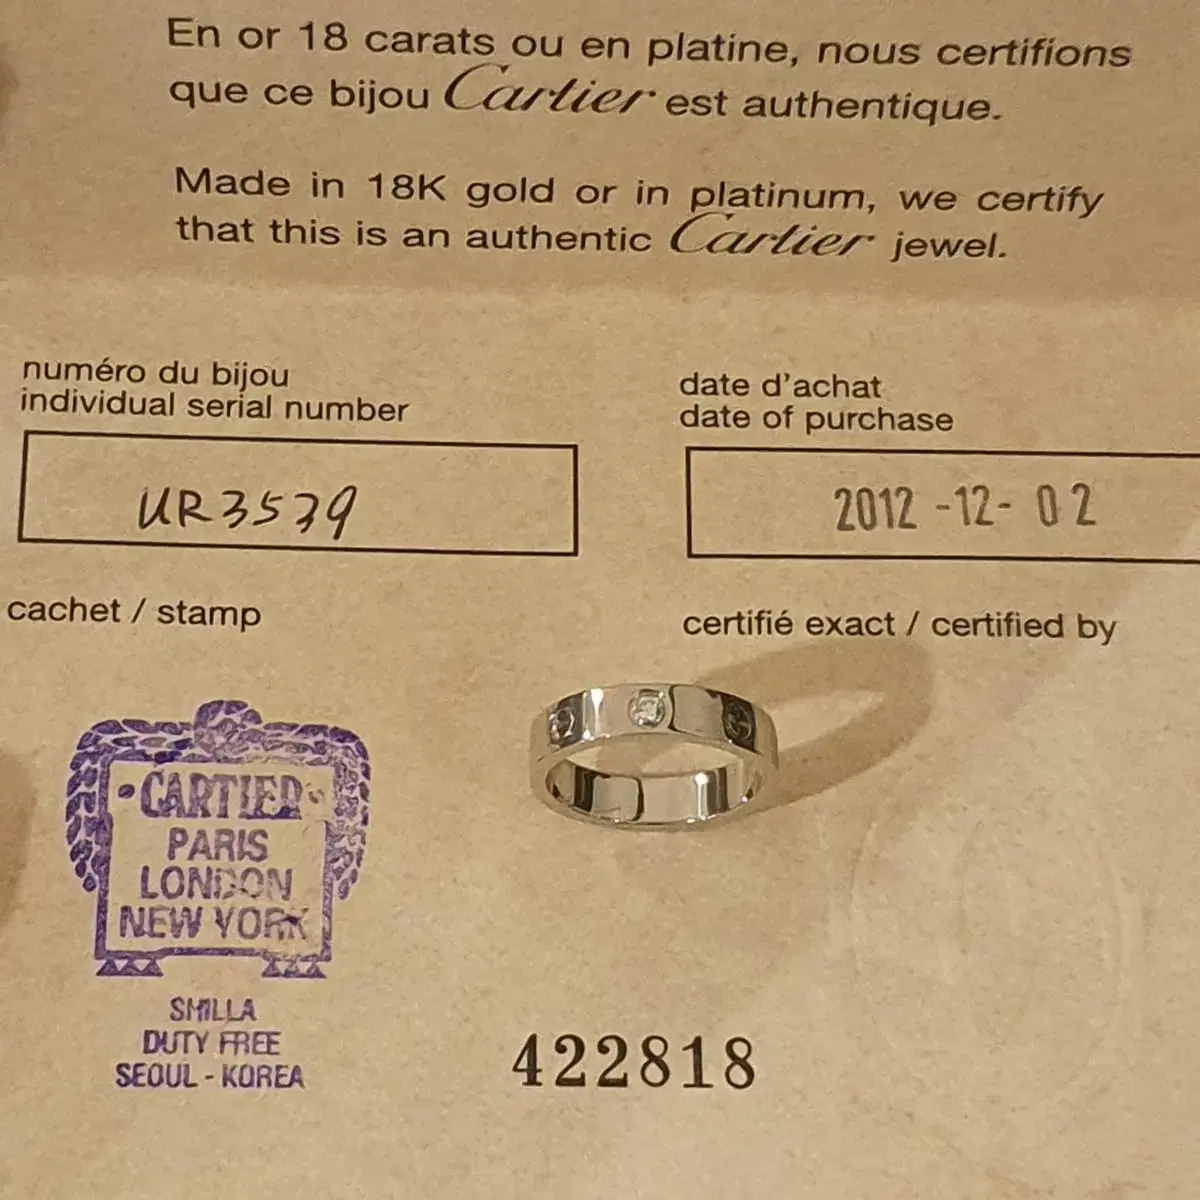 En or 18 carats ou en platine, nous certifions
que ce bijou Cartier est authentique.
Made in 18K gold or in platinum, we certify
that this is an authentic Cartier jewel.
numéro du bijou
individual serial number
date d'achat
date of purchase
UR3539
2012-12-02
cachet / stamp
certifié exact / certified by
CARTIER
PARIS
LONDON
NEW YORK
SHILLA
DUTY FREE
SEOUL - KOREA
422818